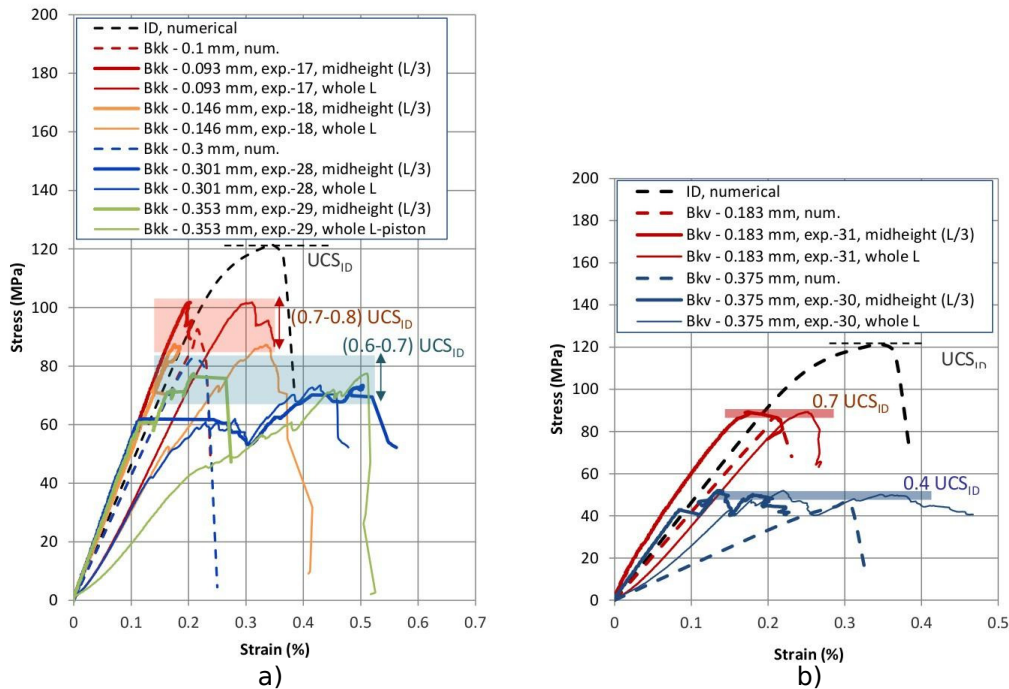 200
180
160
140
120
100
80
60
40
20
0
Stress (MPa)
ID, numerical
Bkk - 0.1 mm, num.
Bkk - 0.093 mm, exp.-17, midheight (L/3)
Bkk - 0.093 mm, exp.-17, whole L
Bkk - 0.146 mm, exp.-18, midheight (L/3)
Bkk - 0.146 mm, exp.-18, whole L
Bkk - 0.3 mm, num.
Bkk - 0.301 mm, exp.-28, midheight (L/3)
Bkk - 0.301 mm, exp.-28, whole L
Bkk - 0.353 mm, exp.-29, midheight (L/3)
Bkk - 0.353 mm, exp.-29, whole L-piston
UCSID
(0.7-0.8) UCSID
(0.6-0.7) UCSID
0 0.1 0.2 0.3 0.4 0.5 0.6 0.7
Strain (%)
a)
200
180
160
140
120
100
80
60
40
20
0
Stress (MPa)
ID, numerical
Bkv - 0.183 mm, num.
Bkv - 0.183 mm, exp.-31, midheight (L/3)
Bkv - 0.183 mm, exp.-31, whole L
Bkv - 0.375 mm, num.
Bkv - 0.375 mm, exp.-30, midheight (L/3)
Bkv - 0.375 mm, exp.-30, whole L
UCSID
0.7 UCSID
0.4 UCSID
0 0.1 0.2 0.3 0.4 0.5
Strain (%)
b)